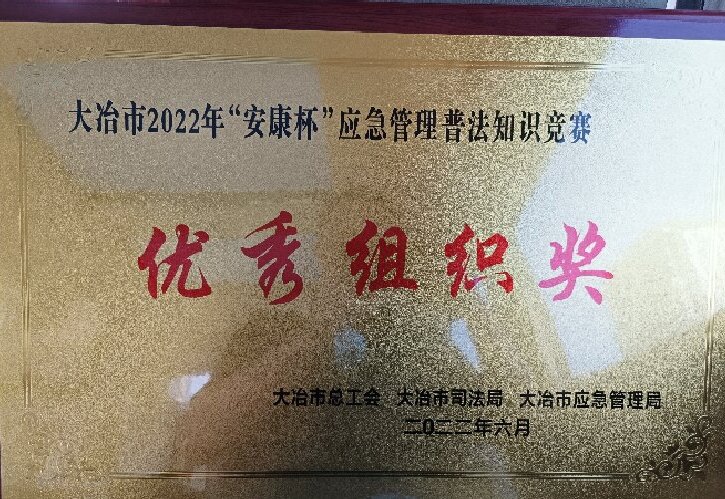 大冶市2022年“安康杯”应急管理普法知识竞赛
优秀组织奖
大冶市总工会 大冶市司法局 大冶市应急管理局
二0二二年六月